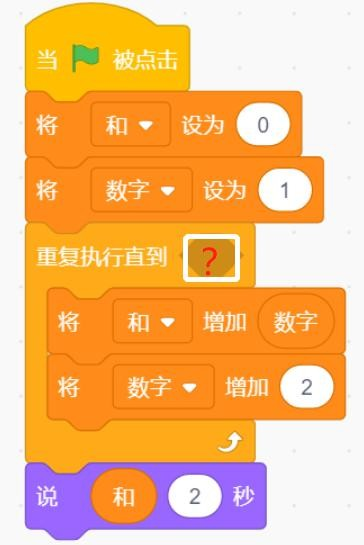 当 被点击
将 和 设为 0
将 数字 设为 1
重复执行直到 ?
将 和 增加 数字
将 数字 增加 2
说 和 2 秒